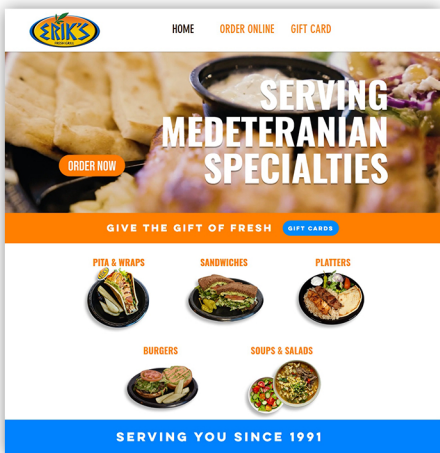 ERIK'S
HOME ORDER ONLINE GIFT CARD
SERVING
MEDETERANIAN
SPECIALTIES
ORDER NOW
GIVE THE GIFT OF FRESH GIFT CARDS
PITA & WRAPS SANDWICHES PLATTERS
BURGERS SOUPS & SALADS
SERVING YOU SINCE 1991